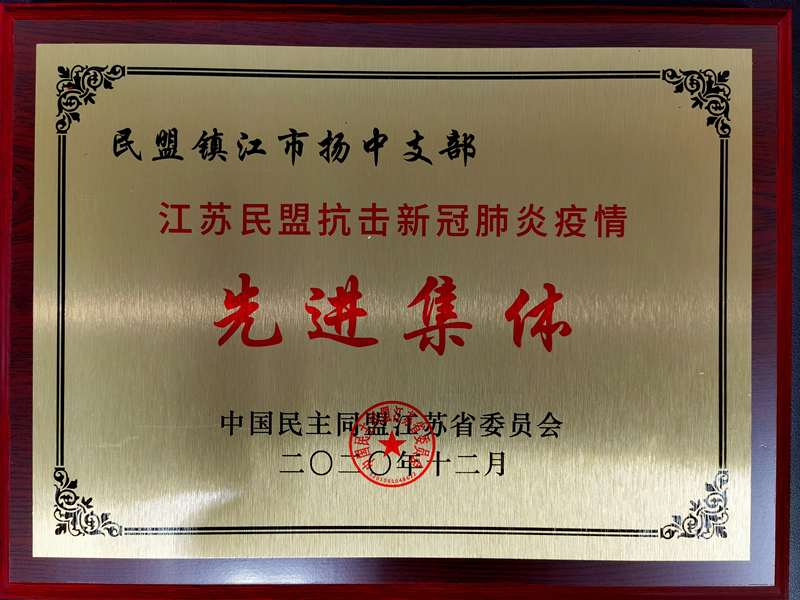 民盟镇江市扬中支部
江苏民盟抗击新冠肺炎疫情
先进集体
中国民主同盟江苏省委员会
二〇二〇年十二月